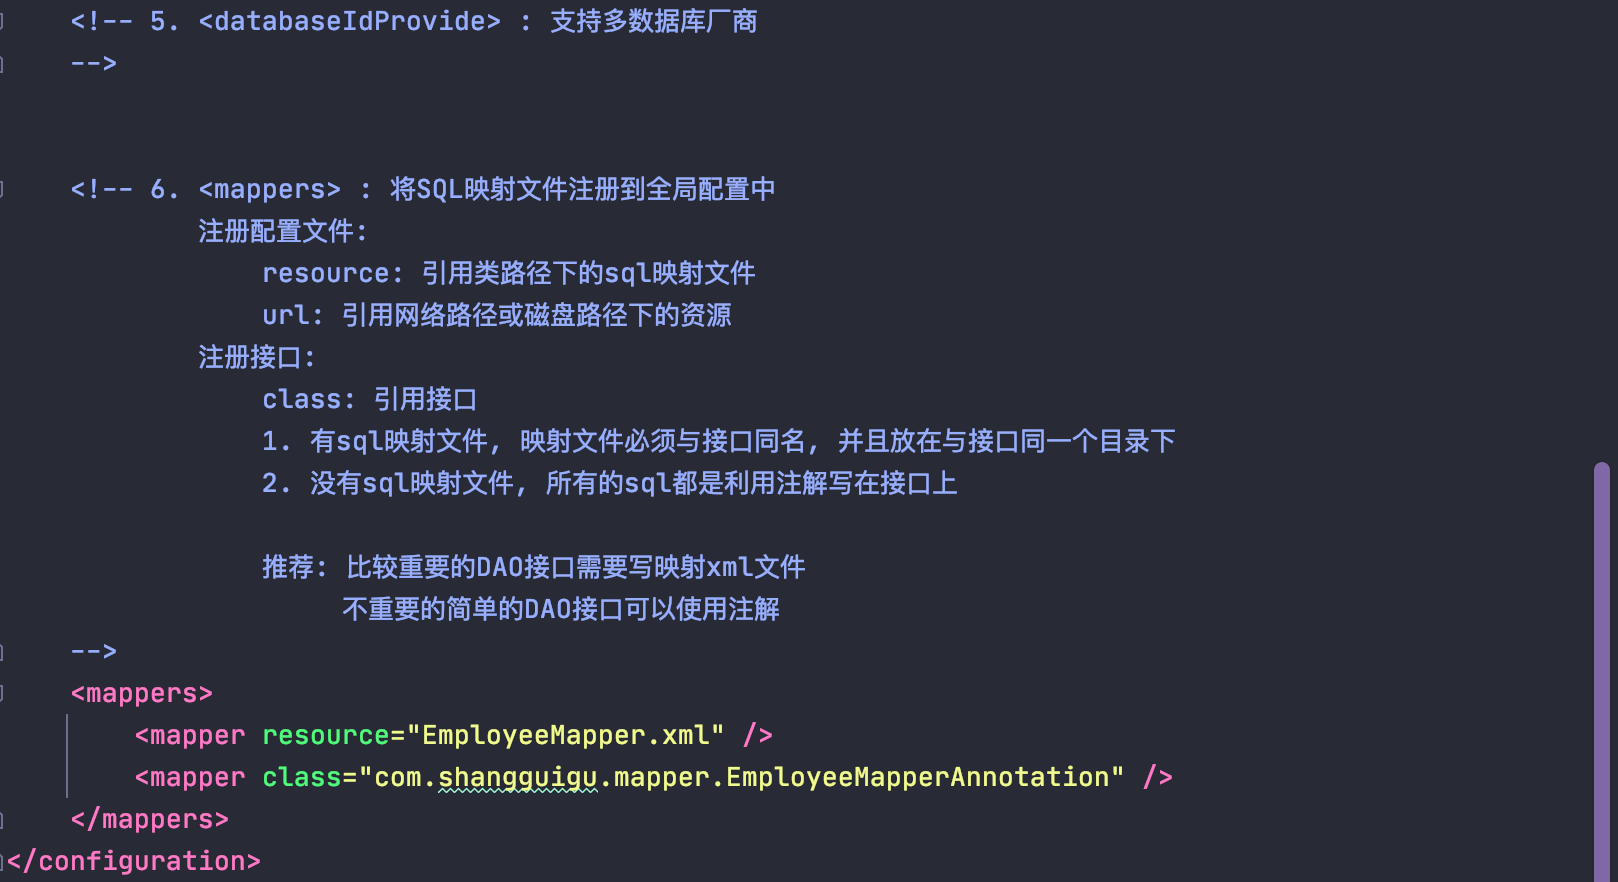 <!-- 5. <databaseIdProvide> : 支持多数据库厂商
-->
<!-- 6. <mappers> : 将SQL映射文件注册到全局配置中
注册配置文件:
resource: 引用类路径下的sql映射文件
url: 引用网络路径或磁盘路径下的资源
注册接口:
class: 引用接口
1. 有sql映射文件, 映射文件必须与接口同名, 并且放在与接口同一个目录下
2. 没有sql映射文件, 所有的sql都是利用注解写在接口上
推荐: 比较重要的DAO接口需要写映射xml文件
不重要的简单的DAO接口可以使用注解
-->
<mappers>
<mapper resource="EmployeeMapper.xml" />
<mapper class="com.shangguigu.mapper.EmployeeMapperAnnotation" />
</mappers>
</configuration>